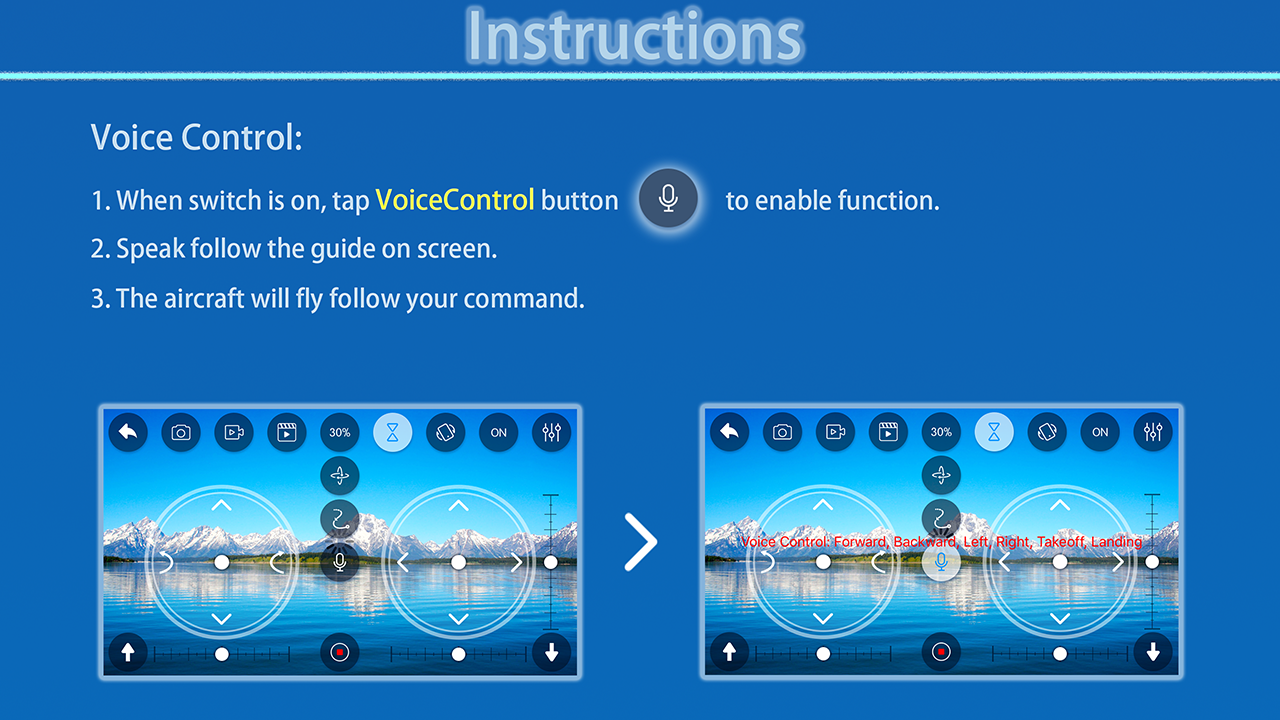 Instructions
Voice Control:
1. When switch is on, tap VoiceControl button to enable function.
2. Speak follow the guide on screen.
3. The aircraft will fly follow your command.
30%
ON
30%
ON
Voice Control: Forward, Backward, Left, Right, Takeoff, Landing